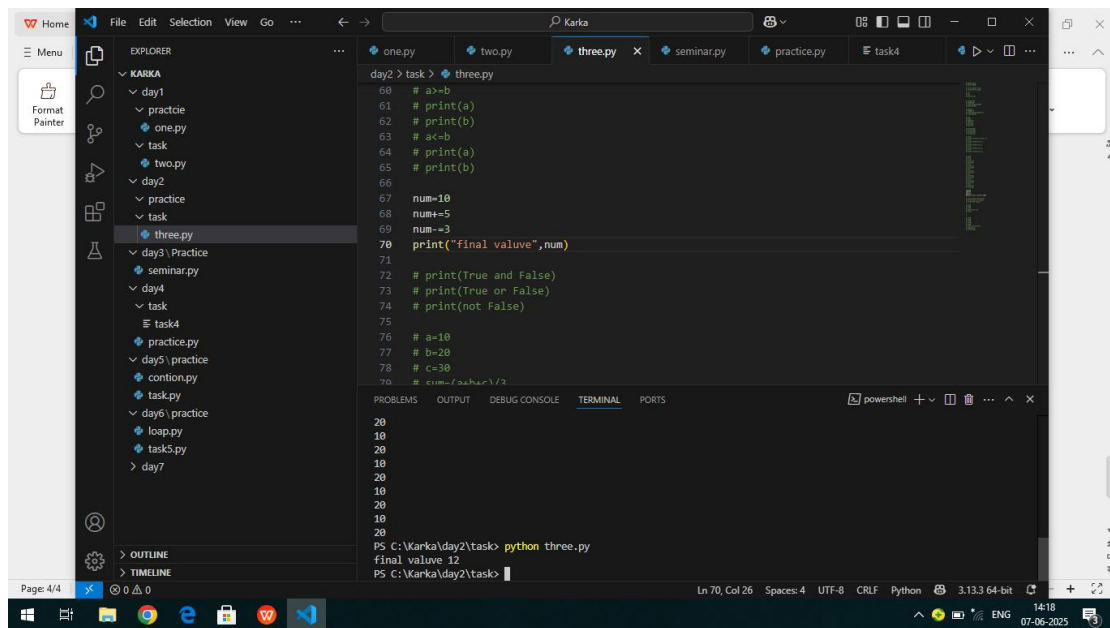 Home
File Edit Selection View Go ··· Karka
Menu
Format
Painter
EXPLORER
KARKA
day1
practcie
one.py
task
two.py
day2
practice
task
three.py
day3\Practice
seminar.py
day4
task
task4
practice.py
day5\practice
contion.py
task.py
day6\practice
loap.py
task5.py
day7
OUTLINE
TIMELINE
one.py two.py three.py seminar.py practice.py task4
day2 > task > three.py
60 # a>=b
61 # print(a)
62 # print(b)
63 # a<=b
64 # print(a)
65 # print(b)
66
67 num=10
68 num+=5
69 num-=3
70 print("final valuve",num)
71
72 # print(True and False)
73 # print(True or False)
74 # print(not False)
75
76 # a=10
77 # b=20
78 # c=30
79 # sum=(a+b+c)/3
PROBLEMS OUTPUT DEBUG CONSOLE TERMINAL PORTS powershell
20
10
20
10
20
10
20
10
20
PS C:\Karka\day2\task> python three.py
final valuve 12
PS C:\Karka\day2\task>
Page: 4/4
0 0 Ln 70, Col 26 Spaces: 4 UTF-8 CRLF Python 3.13.3 64-bit
ENG 14:18
07-06-2025 3